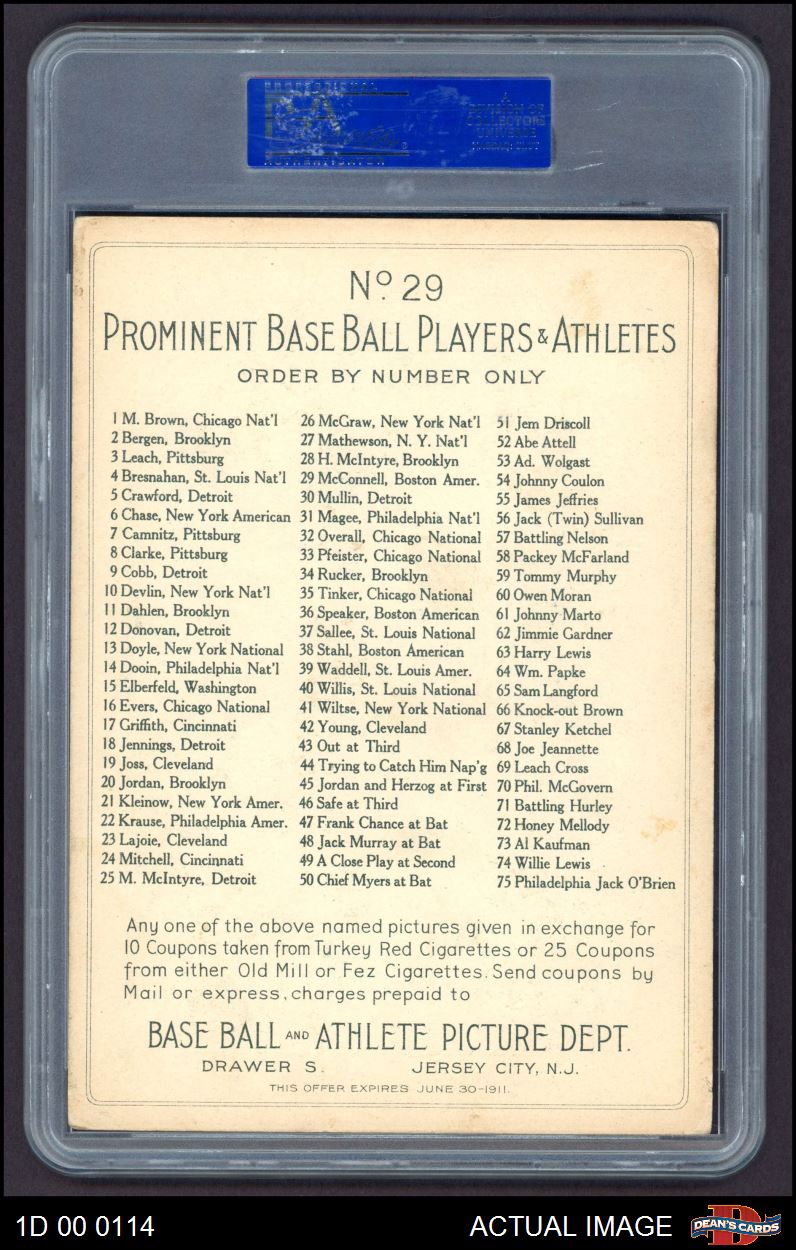 PROFESSIONAL
PSA
A
DIVISION OF
COLLECTORS
UNIVERSE
AUTHENTICATOR
Nº 29
PROMINENT BASE BALL PLAYERS & ATHLETES
ORDER BY NUMBER ONLY
1 M. Brown, Chicago Nat'l
2 Bergen, Brooklyn
3 Leach, Pittsburg
4 Bresnahan, St. Louis Nat'l
5 Crawford, Detroit
6 Chase, New York American
7 Camnitz, Pittsburg
8 Clarke, Pittsburg
9 Cobb, Detroit
10 Devlin, New York Nat'l
11 Dahlen, Brooklyn
12 Donovan, Detroit
13 Doyle, New York National
14 Dooin, Philadelphia Nat'l
15 Elberfeld, Washington
16 Evers, Chicago National
17 Griffith, Cincinnati
18 Jennings, Detroit
19 Joss, Cleveland
20 Jordan, Brooklyn
21 Kleinow, New York Amer.
22 Krause, Philadelphia Amer.
23 Lajoie, Cleveland
24 Mitchell, Cincinnati
25 M. McIntyre, Detroit
26 McGraw, New York Nat'l
27 Mathewson, N. Y. Nat'l
28 H. McIntyre, Brooklyn
29 McConnell, Boston Amer.
30 Mullin, Detroit
31 Magee, Philadelphia Nat'l
32 Overall, Chicago National
33 Pfeister, Chicago National
34 Rucker, Brooklyn
35 Tinker, Chicago National
36 Speaker, Boston American
37 Sallee, St. Louis National
38 Stahl, Boston American
39 Waddell, St. Louis Amer.
40 Willis, St. Louis National
41 Wiltse, New York National
42 Young, Cleveland
43 Out at Third
44 Trying to Catch Him Nap'g
45 Jordan and Herzog at First
46 Safe at Third
47 Frank Chance at Bat
48 Jack Murray at Bat
49 A Close Play at Second
50 Chief Myers at Bat
51 Jem Driscoll
52 Abe Attell
53 Ad. Wolgast
54 Johnny Coulon
55 James Jeffries
56 Jack (Twin) Sullivan
57 Battling Nelson
58 Packey McFarland
59 Tommy Murphy
60 Owen Moran
61 Johnny Marto
62 Jimmie Gardner
63 Harry Lewis
64 Wm. Papke
65 Sam Langford
66 Knock-out Brown
67 Stanley Ketchel
68 Joe Jeannette
69 Leach Cross
70 Phil. McGovern
71 Battling Hurley
72 Honey Mellody
73 Al Kaufman
74 Willie Lewis
75 Philadelphia Jack O'Brien
Any one of the above named pictures given in exchange for
10 Coupons taken from Turkey Red Cigarettes or 25 Coupons
from either Old Mill or Fez Cigarettes. Send coupons by
Mail or express, charges prepaid to
BASE BALL AND ATHLETE PICTURE DEPT.
DRAWER S. JERSEY CITY, N.J.
THIS OFFER EXPIRES JUNE 30-1911.
1D 00 0114
ACTUAL IMAGE
D
DEAN'S CARDS